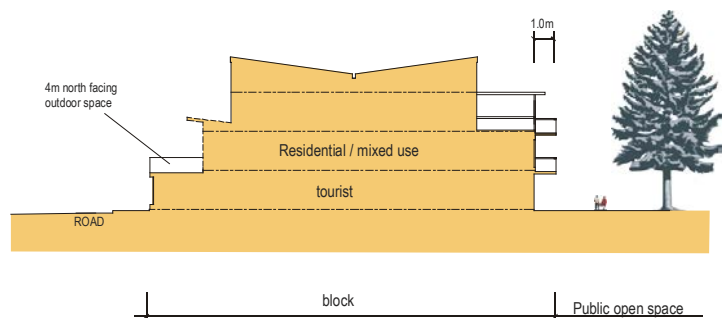 1.0m
4m north facing
outdoor space
Residential / mixed use
tourist
ROAD
block
Public open space